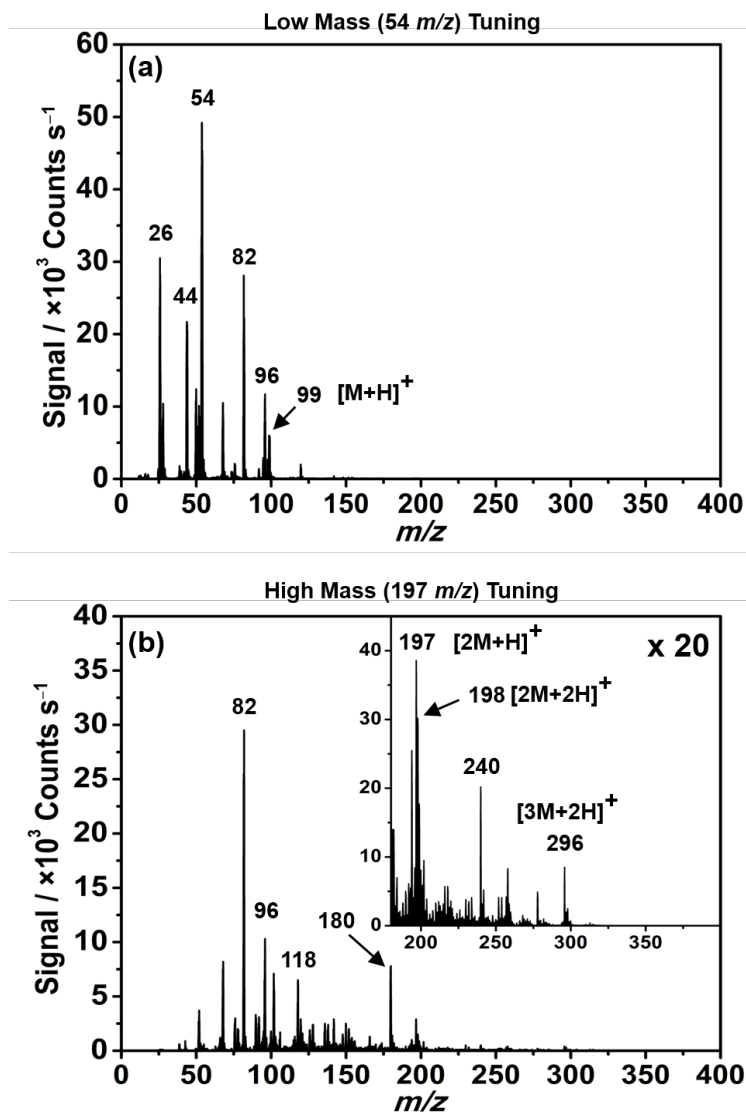 Low Mass (54 m/z) Tuning
(a)
Signal / ×10³ Counts s⁻¹
60
50
40
30
20
10
0
26
44
54
82
96
99 [M+H]⁺
0 50 100 150 200 250 300 350 400
m/z
High Mass (197 m/z) Tuning
(b)
Signal / ×10³ Counts s⁻¹
40
35
30
25
20
15
10
5
0
82
96
118
180
x 20
40
30
20
10
0
197 [2M+H]⁺
198 [2M+2H]⁺
240
[3M+2H]⁺
296
200 250 300 350
0 50 100 150 200 250 300 350 400
m/z